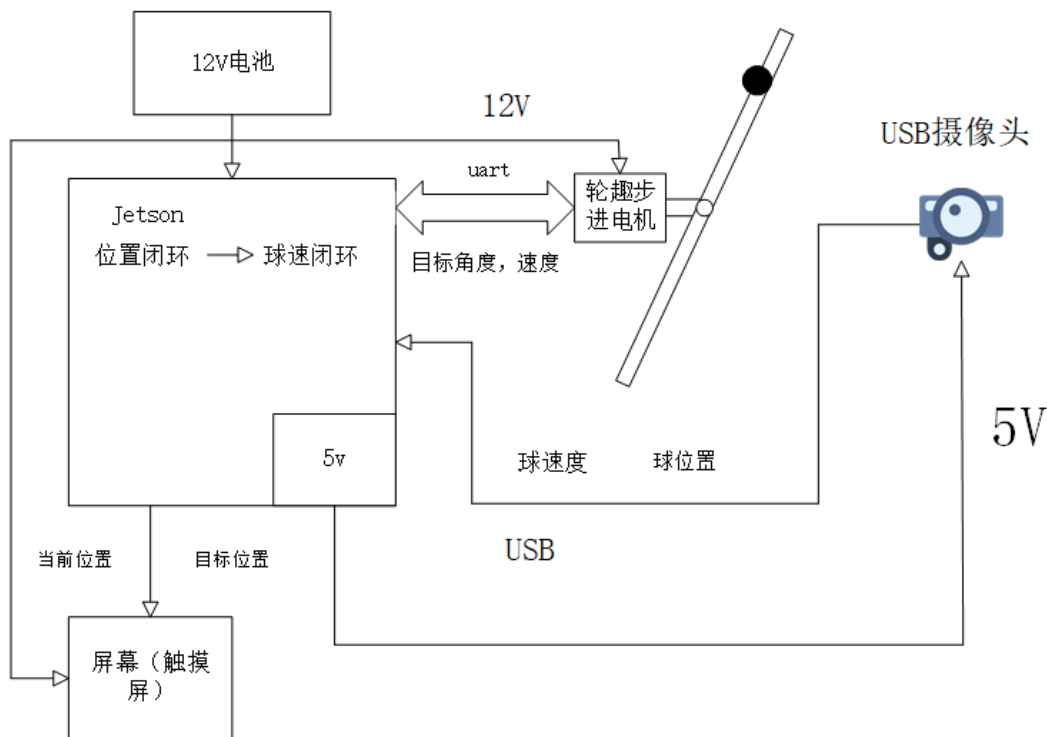 12V电池
12V
USB摄像头
uart
轮趣步
进电机
Jetson
位置闭环
球速闭环
目标角度，速度
5V
5v
球速度
球位置
USB
当前位置
目标位置
屏幕（触摸
屏）